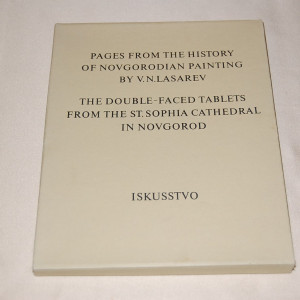 PAGES FROM THE HISTORY
OF NOVGORODIAN PAINTING
BY V.N.LASAREV
THE DOUBLE-FACED TABLETS
FROM THE ST. SOPHIA CATHEDRAL
IN NOVGOROD
ISKUSSTVO